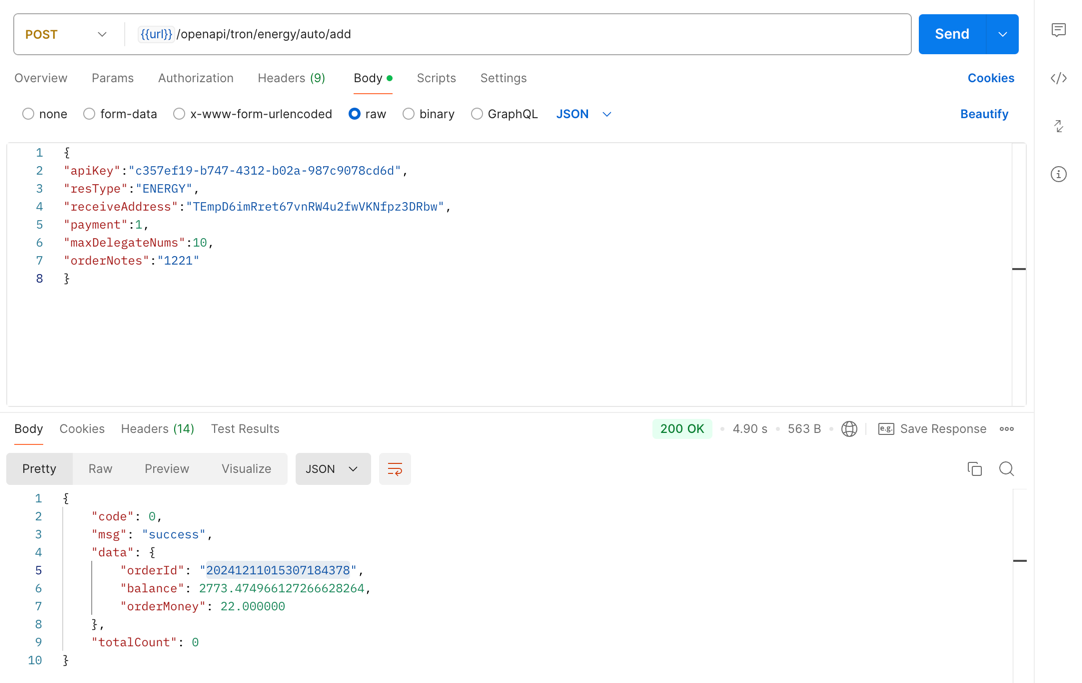 POST {{url}} /openapi/tron/energy/auto/add Send
Overview Params Authorization Headers (9) Body Scripts Settings Cookies
none form-data x-www-form-urlencoded raw binary GraphQL JSON Beautify
1 {
2 "apiKey":"c357ef19-b747-4312-b02a-987c9078cd6d",
3 "resType":"ENERGY",
4 "receiveAddress":"TEmpD6imRret67vnRW4u2fwVKNfpz3DRbw",
5 "payment":1,
6 "maxDelegateNums":10,
7 "orderNotes":"1221"
8 }
Body Cookies Headers (14) Test Results 200 OK • 4.90 s • 563 B • e.g. Save Response
Pretty Raw Preview Visualize JSON
1 {
2 "code": 0,
3 "msg": "success",
4 "data": {
5 "orderId": "20241211015307184378",
6 "balance": 2773.474966127266628264,
7 "orderMoney": 22.000000
8 },
9 "totalCount": 0
10 }